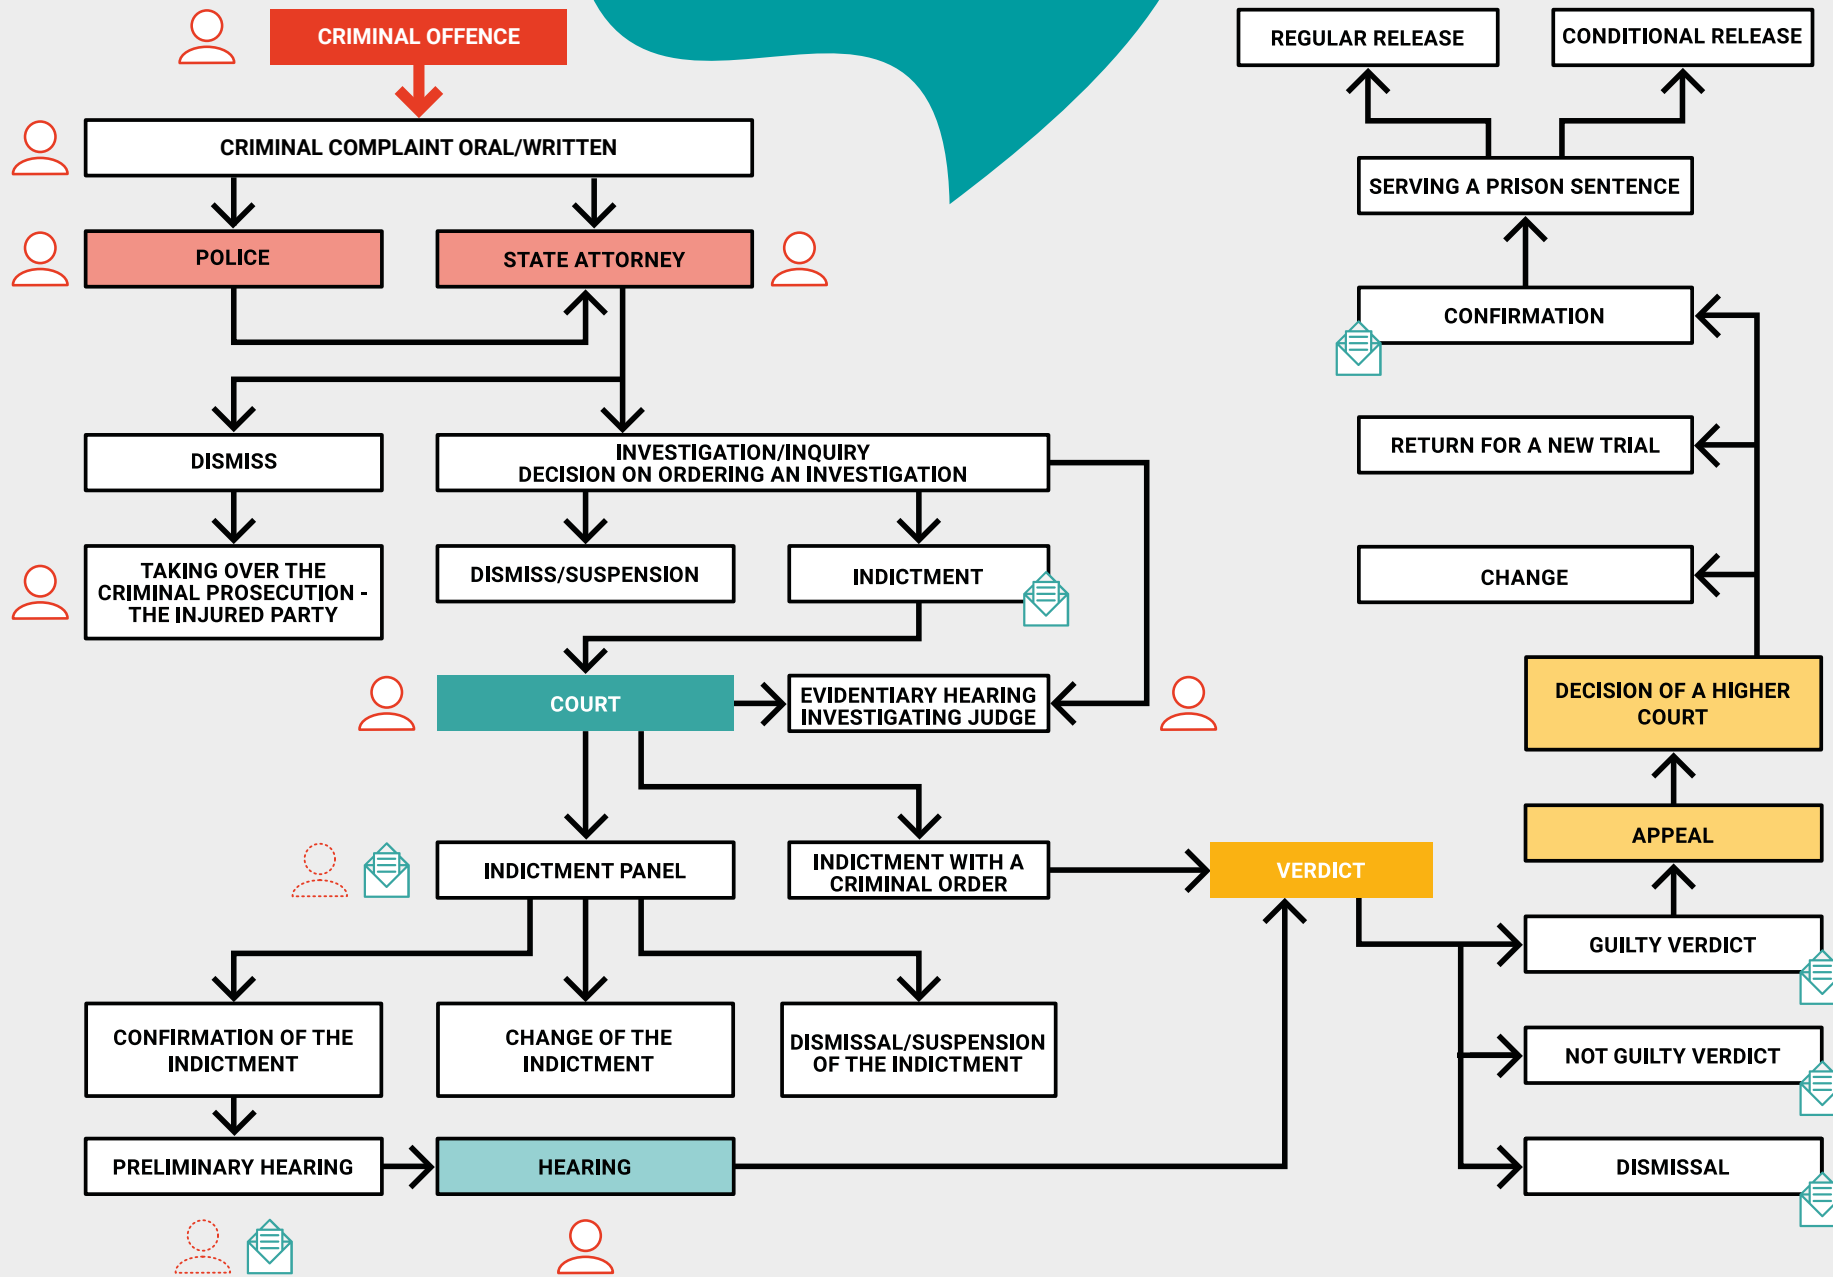 CRIMINAL OFFENCE
CRIMINAL COMPLAINT ORAL/WRITTEN
POLICE
STATE ATTORNEY
DISMISS
INVESTIGATION/INQUIRY
DECISION ON ORDERING AN INVESTIGATION
TAKING OVER THE
CRIMINAL PROSECUTION -
THE INJURED PARTY
DISMISS/SUSPENSION
INDICTMENT
COURT
EVIDENTIARY HEARING
INVESTIGATING JUDGE
INDICTMENT PANEL
INDICTMENT WITH A
CRIMINAL ORDER
CONFIRMATION OF THE
INDICTMENT
CHANGE OF THE
INDICTMENT
DISMISSAL/SUSPENSION
OF THE INDICTMENT
PRELIMINARY HEARING
HEARING
VERDICT
REGULAR RELEASE
CONDITIONAL RELEASE
SERVING A PRISON SENTENCE
CONFIRMATION
RETURN FOR A NEW TRIAL
CHANGE
DECISION OF A HIGHER
COURT
APPEAL
GUILTY VERDICT
NOT GUILTY VERDICT
DISMISSAL